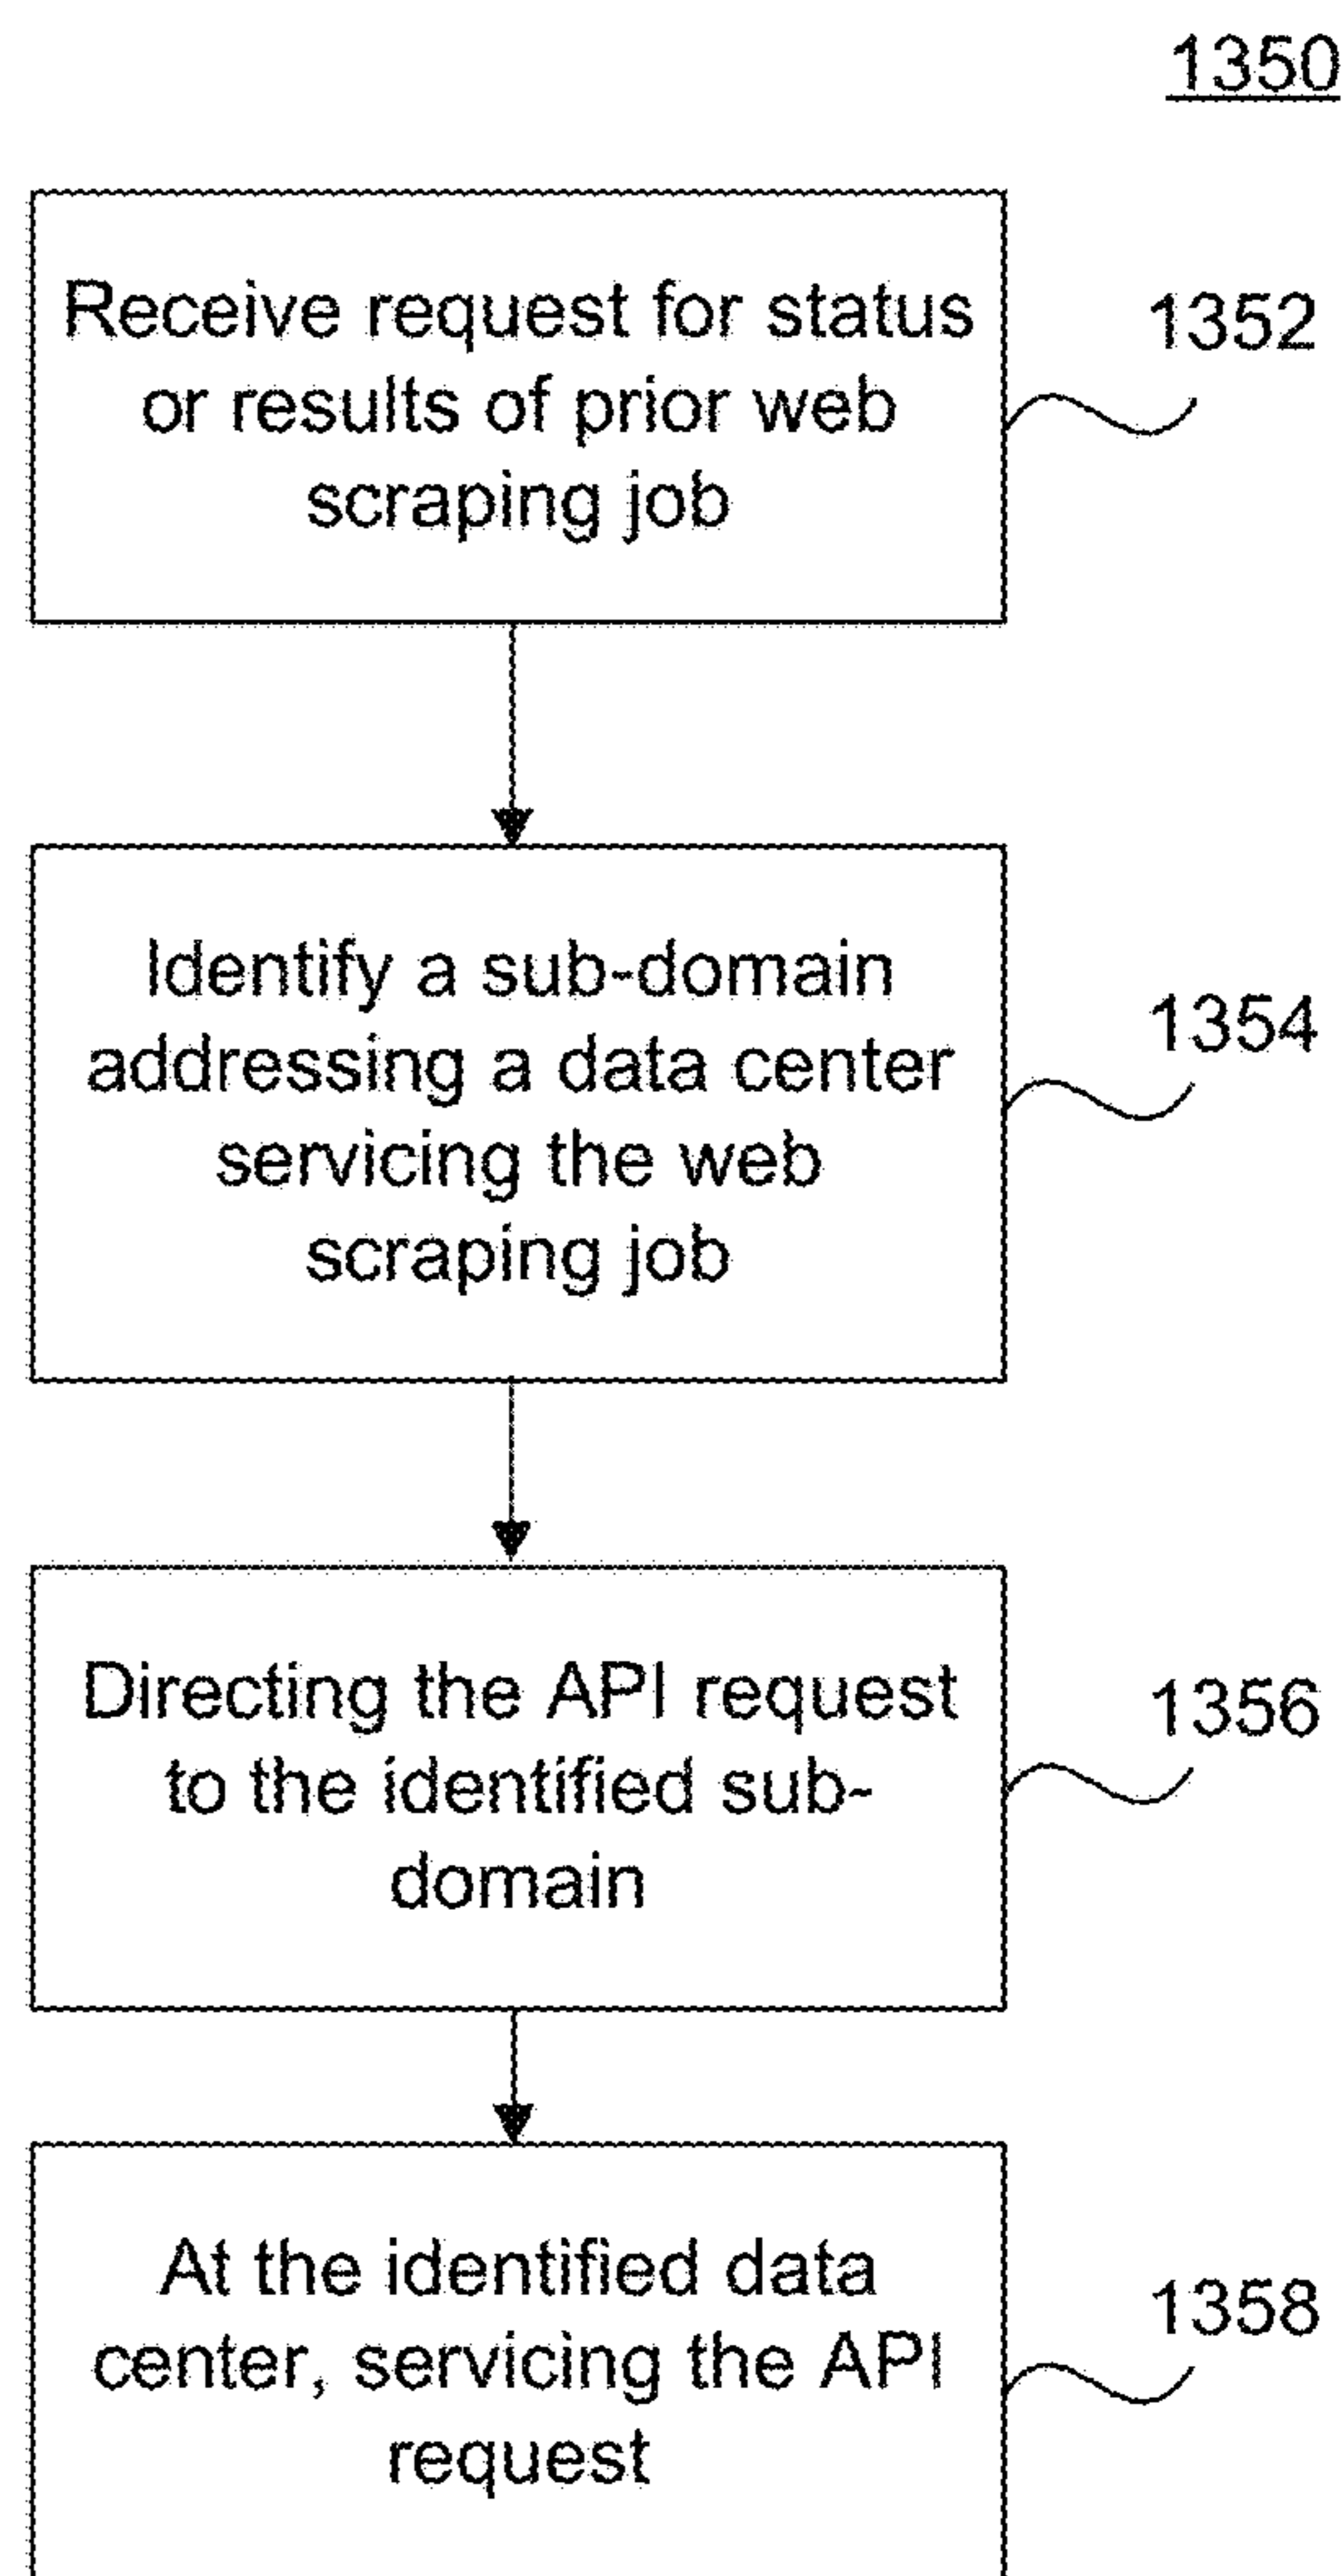 1350
Receive request for status
or results of prior web
scraping job
1352
Identify a sub-domain
addressing a data center
servicing the web
scraping job
1354
Directing the API request
to the identified sub-
domain
1356
At the identified data
center, servicing the API
request
1358